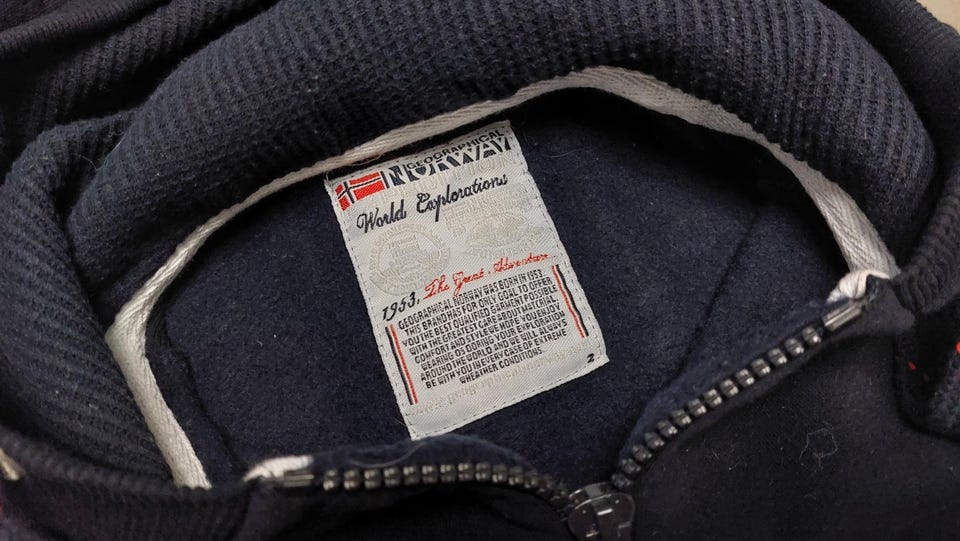 GEOGRAPHICAL
NORWAY
World Explorations
1953, The Great Adventure
GEOGRAPHICAL NORWAY WAS BORN IN 1953.
THIS BRAND HAS FOR ONLY GOAL TO OFFER
YOU THE BEST QUALIFIED GARMENT POSSIBLE
WITH THE GREATEST CARE ABOUT MATERIAL,
COMFORT AND STYLE. WE HOPE YOU ENJOY
WEARING OS DURING YOUR EXPLORATION
AROUND THE WORLD AND WE WILL ALWAYS
BE WITH YOU IN EVERY CASE OF EXTREME
WHEATHER CONDITIONS.
2